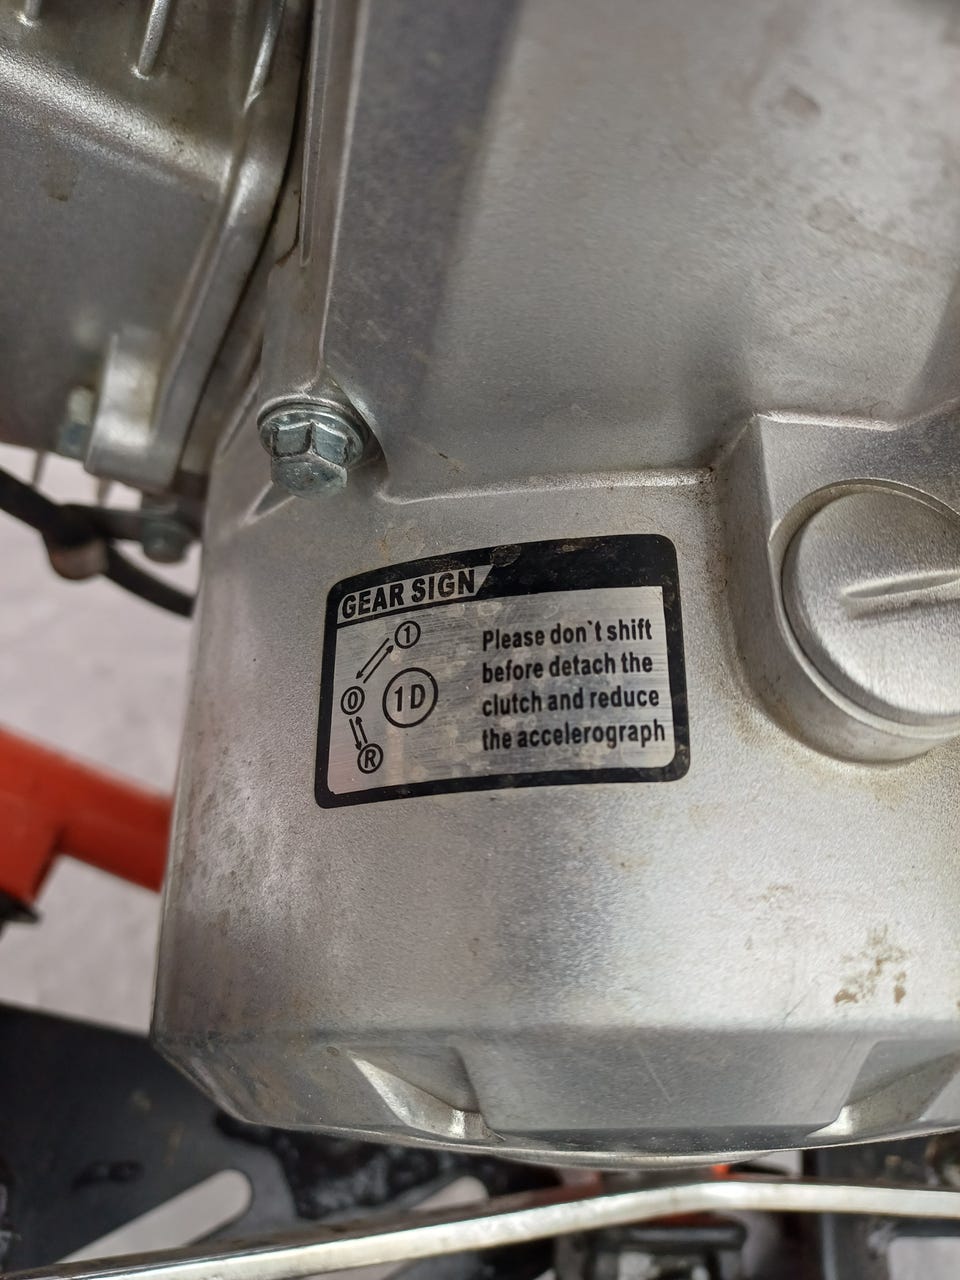 GEAR SIGN
1
0
1D
R
Please don`t shift
before detach the
clutch and reduce
the accelerograph